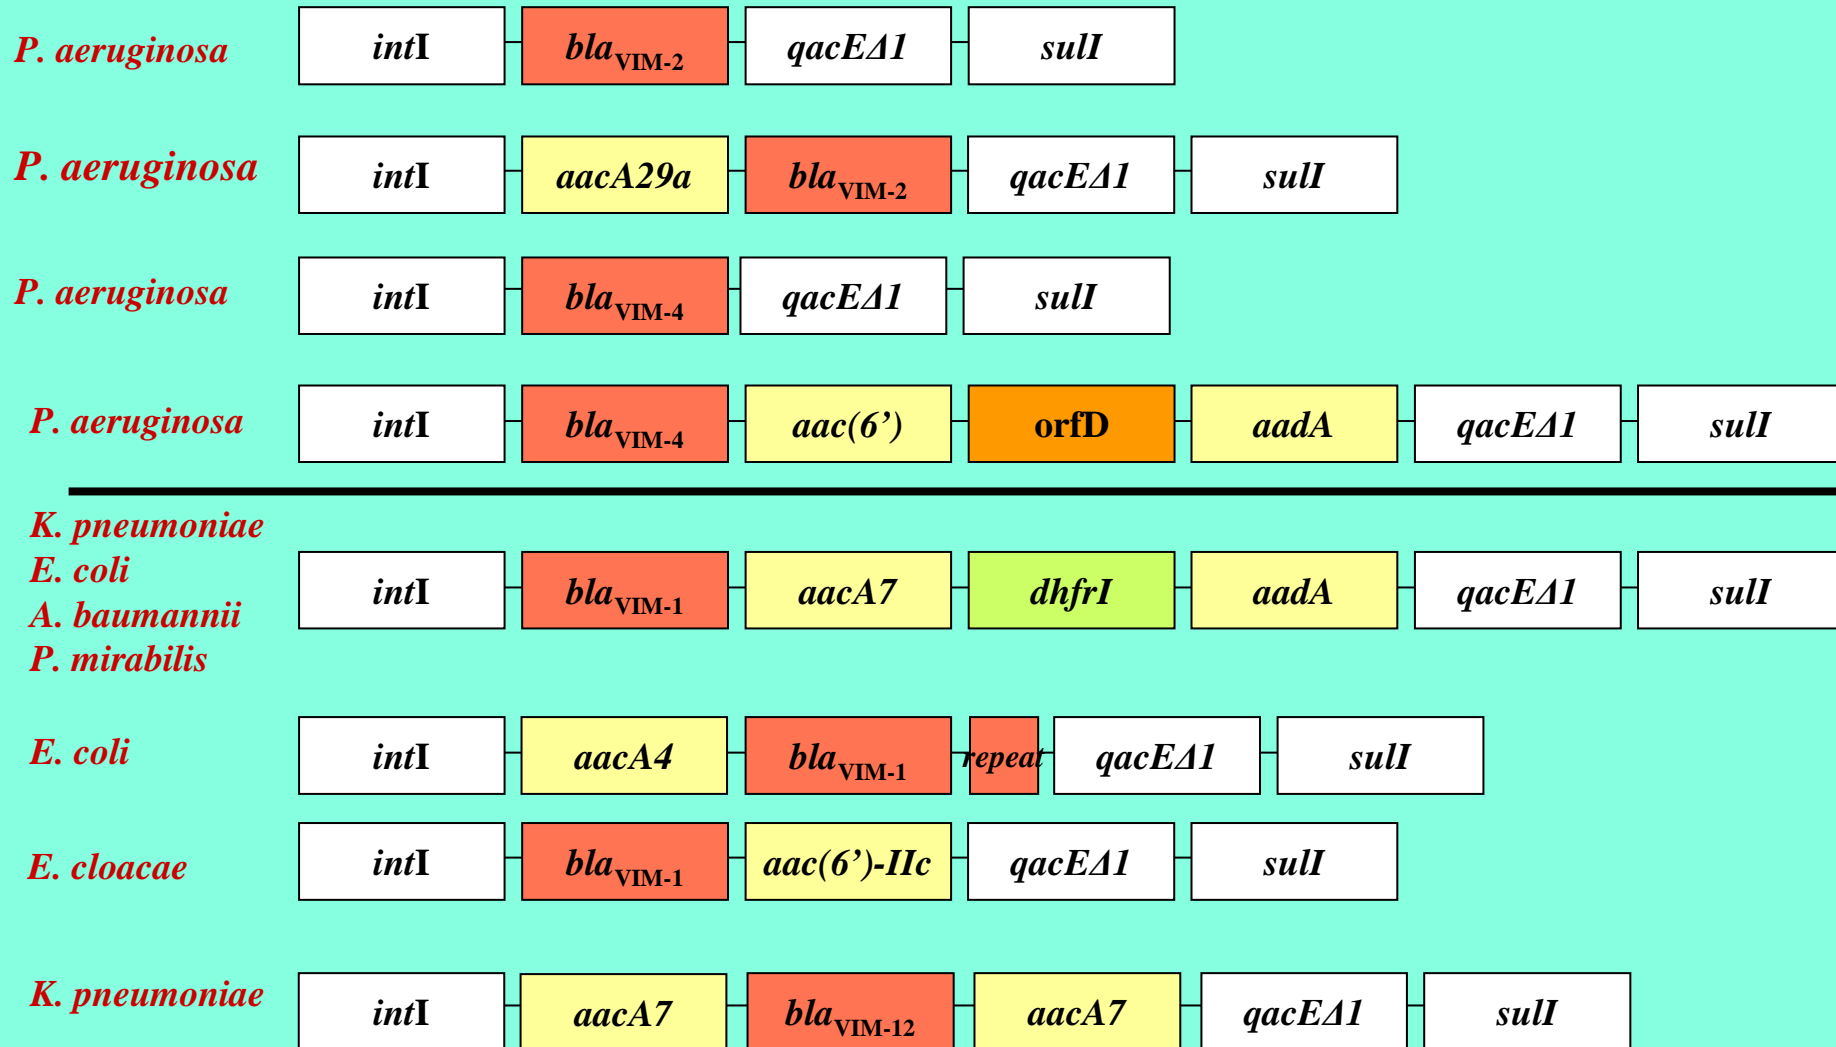 P. aeruginosa intI blaVIM-2 qacEΔ1 sulI
P. aeruginosa intI aacA29a blaVIM-2 qacEΔ1 sulI
P. aeruginosa intI blaVIM-4 qacEΔ1 sulI
P. aeruginosa intI blaVIM-4 aac(6’) orfD aadA qacEΔ1 sulI
K. pneumoniae
E. coli
A. baumannii
P. mirabilis
intI blaVIM-1 aacA7 dhfrI aadA qacEΔ1 sulI
E. coli intI aacA4 blaVIM-1 repeat qacEΔ1 sulI
E. cloacae intI blaVIM-1 aac(6’)-IIc qacEΔ1 sulI
K. pneumoniae intI aacA7 blaVIM-12 aacA7 qacEΔ1 sulI